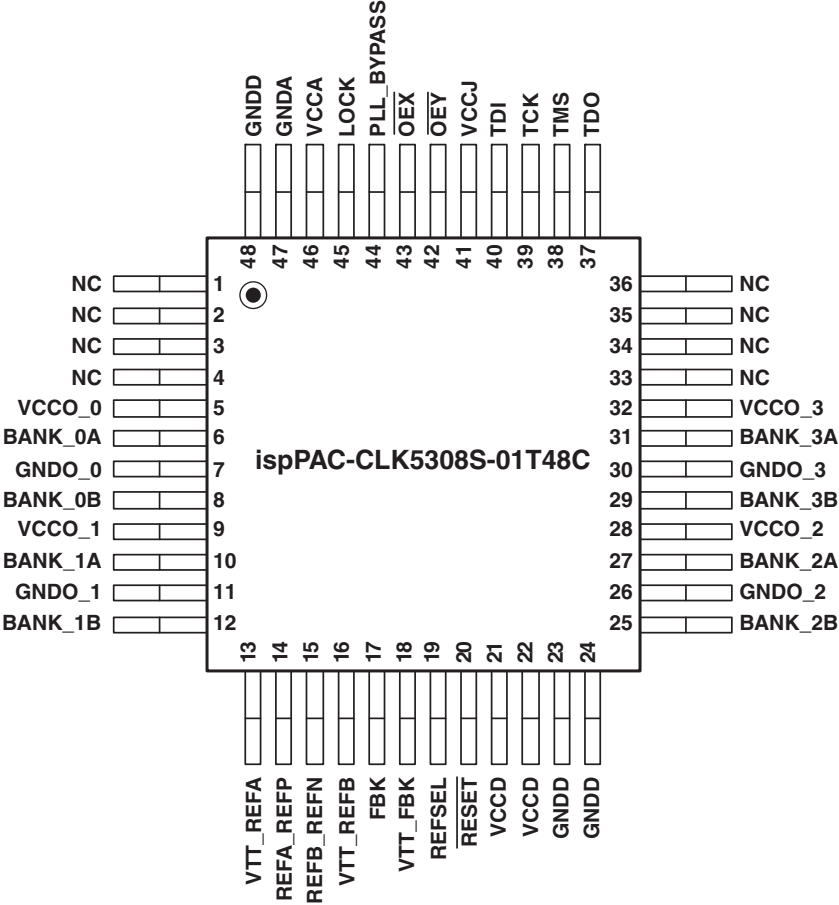 GNDD
GNDA
VCCA
LOCK
PLL_BYPASS
OEX
OEY
VCCJ
TDI
TCK
TMS
TDO
48
47
46
45
44
43
42
41
40
39
38
37
NC 1
NC 2
NC 3
NC 4
VCCO_0 5
BANK_0A 6
GNDO_0 7
BANK_0B 8
VCCO_1 9
BANK_1A 10
GNDO_1 11
BANK_1B 12
ispPAC-CLK5308S-01T48C
36 NC
35 NC
34 NC
33 NC
32 VCCO_3
31 BANK_3A
30 GNDO_3
29 BANK_3B
28 VCCO_2
27 BANK_2A
26 GNDO_2
25 BANK_2B
13
14
15
16
17
18
19
20
21
22
23
24
VTT_REFA
REFA_REFP
REFB_REFN
VTT_REFB
FBK
VTT_FBK
REFSEL
RESET
VCCD
VCCD
GNDD
GNDD